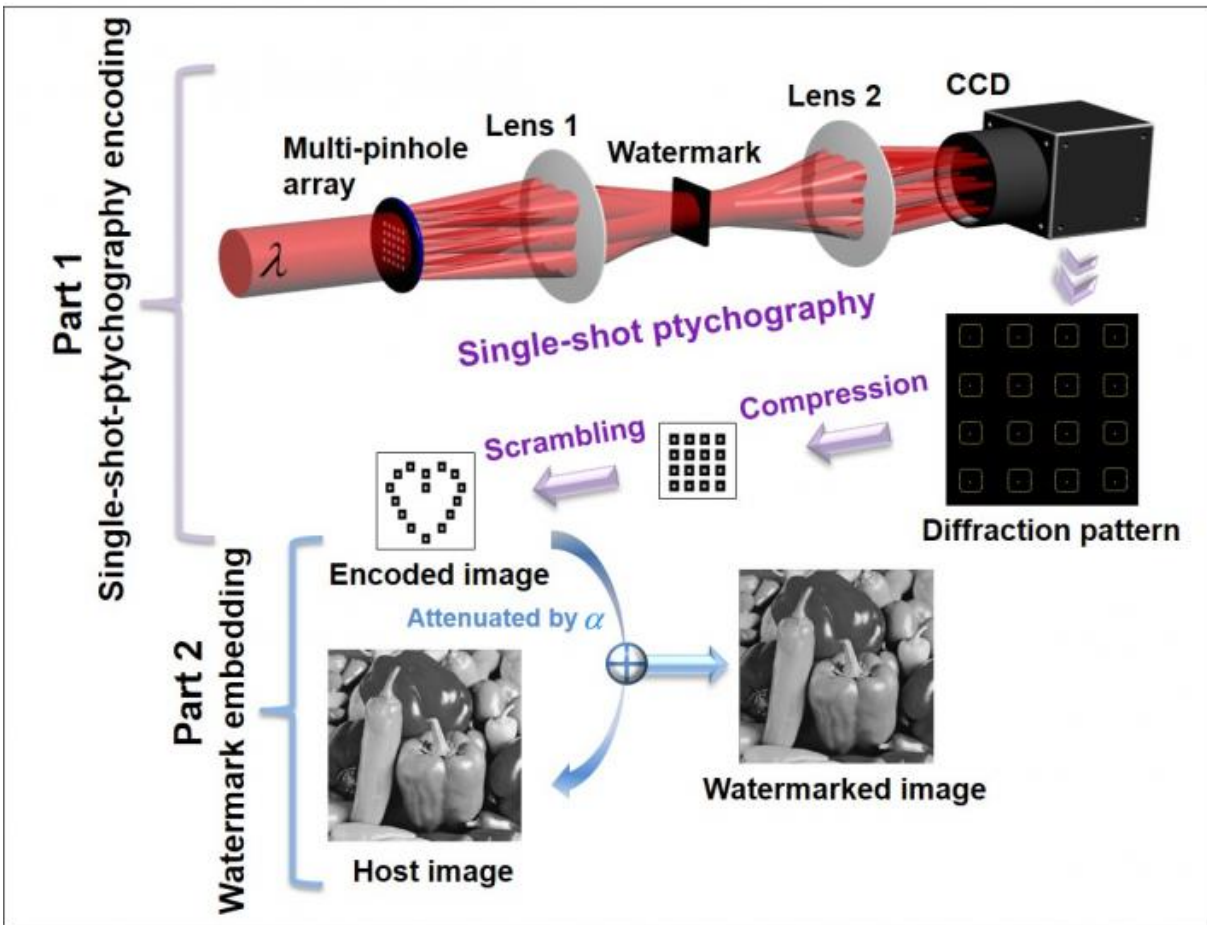 Part 1
Single-shot-ptychography encoding
Multi-pinhole
array
Lens 1
Watermark
Lens 2
CCD
λ
Single-shot ptychography
Compression
Scrambling
Diffraction pattern
Encoded image
Part 2
Watermark embedding
Attenuated by α
Watermarked image
Host image